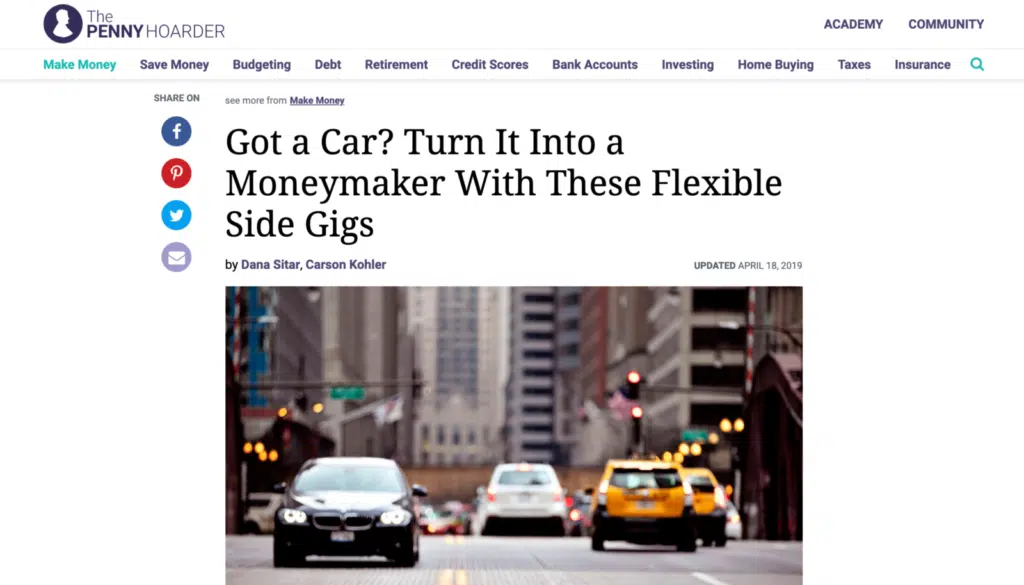 The
PENNY HOARDER
ACADEMY COMMUNITY
Make Money Save Money Budgeting Debt Retirement Credit Scores Bank Accounts Investing Home Buying Taxes Insurance
SHARE ON
see more from Make Money
Got a Car? Turn It Into a
Moneymaker With These Flexible
Side Gigs
by Dana Sitar, Carson Kohler
UPDATED APRIL 18, 2019